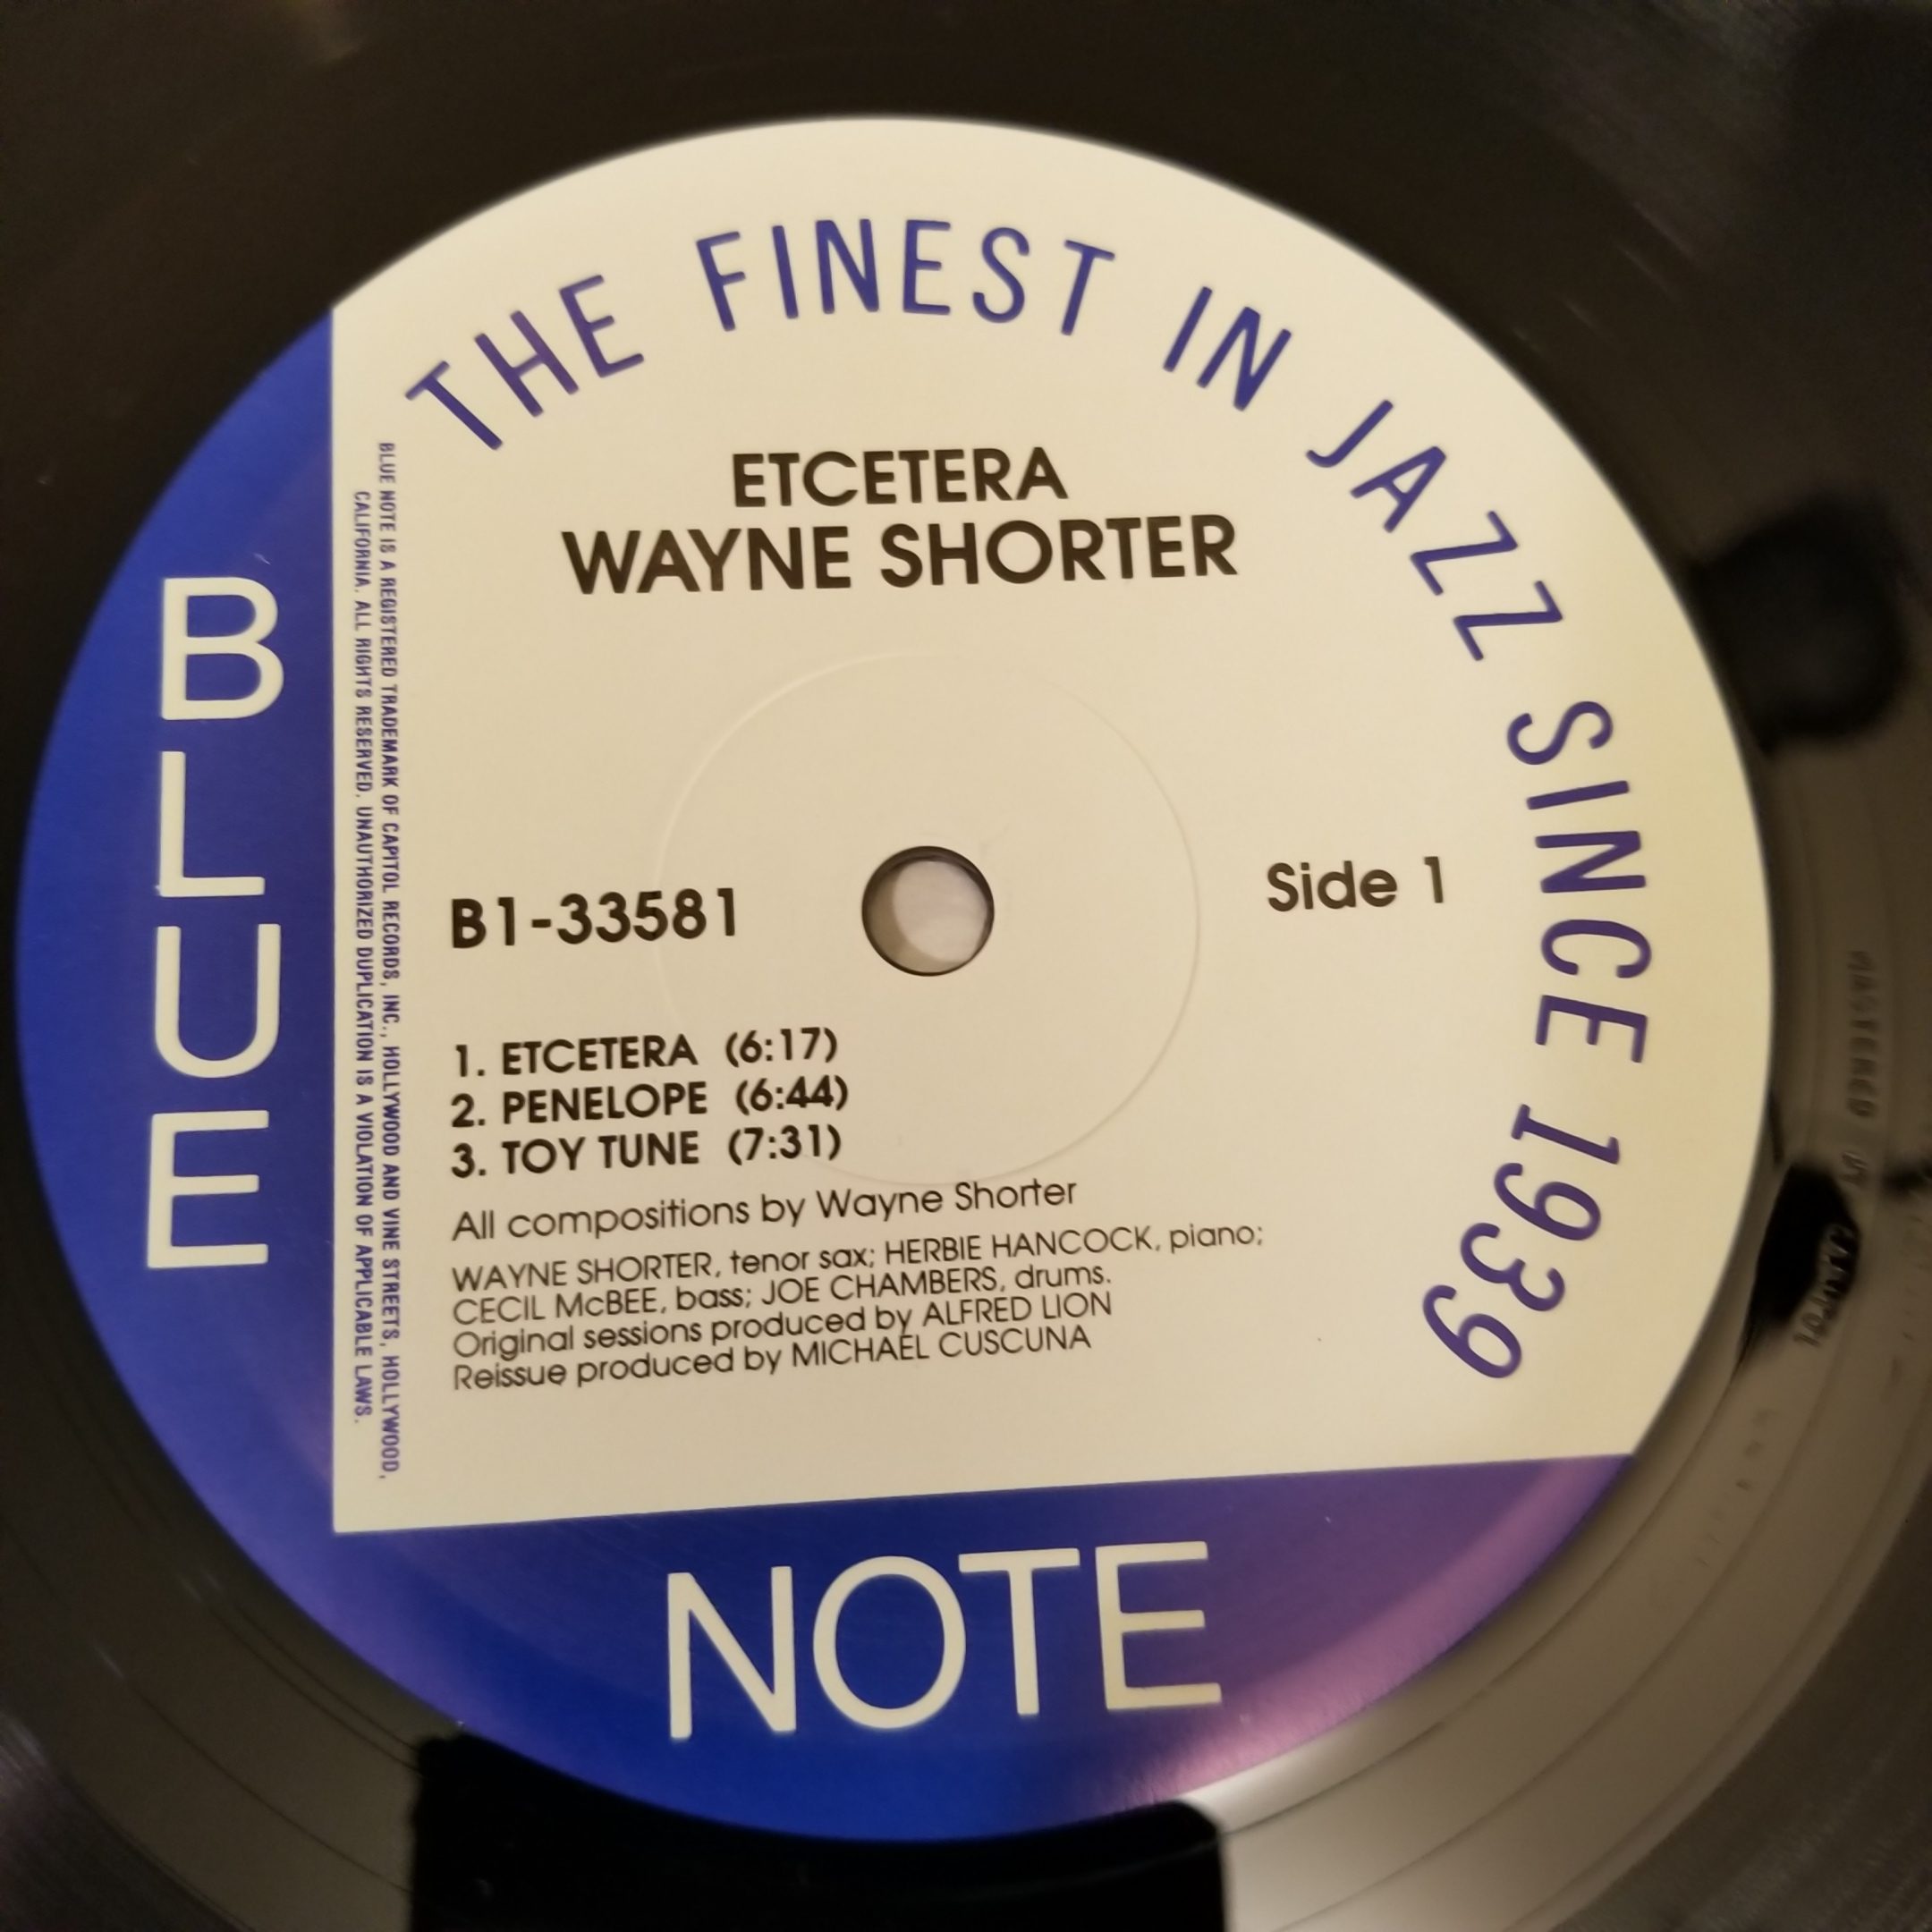 THE FINEST IN JAZZ SINCE 1939
ETCETERA
WAYNE SHORTER
B1-33581
Side 1
1. ETCETERA (6:17)
2. PENELOPE (6:44)
3. TOY TUNE (7:31)
All compositions by Wayne Shorter
WAYNE SHORTER, tenor sax; HERBIE HANCOCK, piano;
CECIL McBEE, bass; JOE CHAMBERS, drums.
Original sessions produced by ALFRED LION
Reissue produced by MICHAEL CUSCUNA
BLUE
NOTE
BLUE NOTE IS A REGISTERED TRADEMARK OF CAPITOL RECORDS, INC., HOLLYWOOD AND VINE STREETS, HOLLYWOOD,
CALIFORNIA. ALL RIGHTS RESERVED. UNAUTHORIZED DUPLICATION IS A VIOLATION OF APPLICABLE LAWS.
MASTERED BY CAPITOL